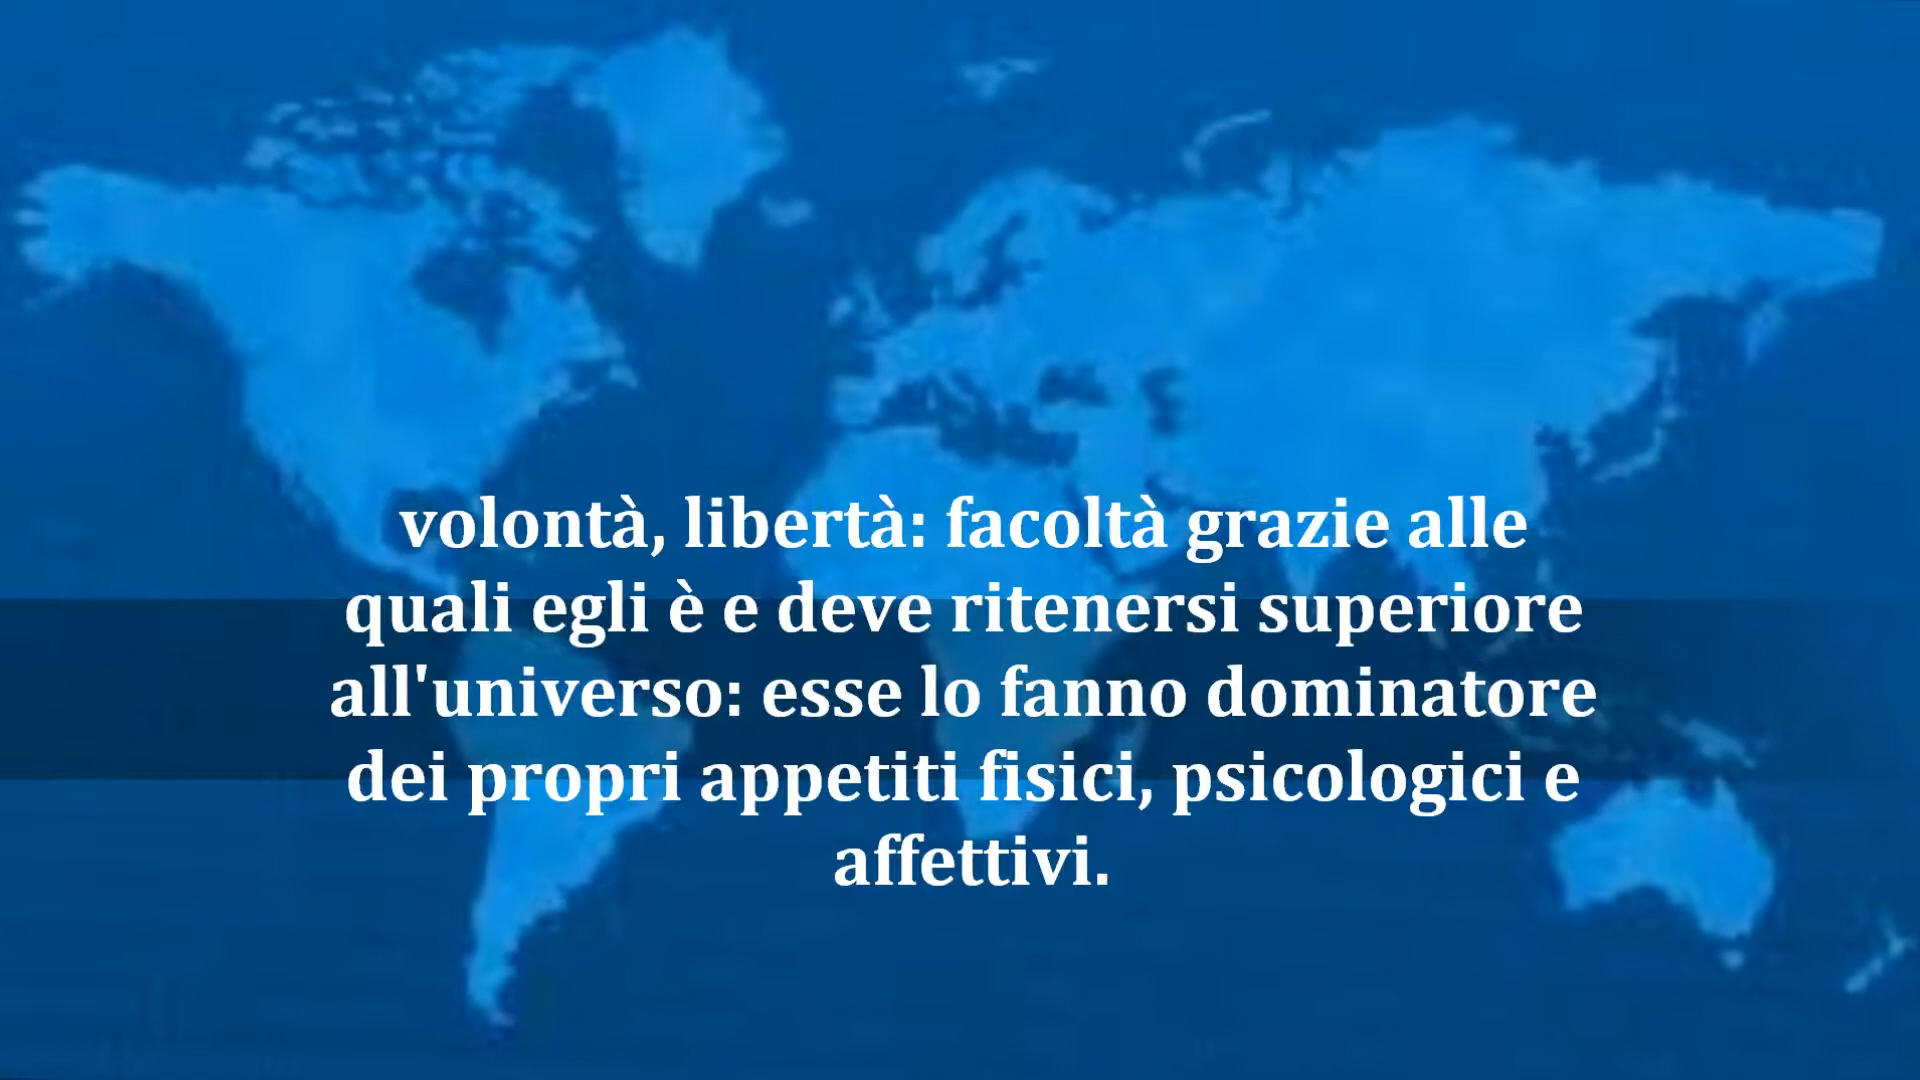 volontà, libertà: facoltà grazie alle
quali egli è e deve ritenersi superiore
all'universo: esse lo fanno dominatore
dei propri appetiti fisici, psicologici e
affettivi.